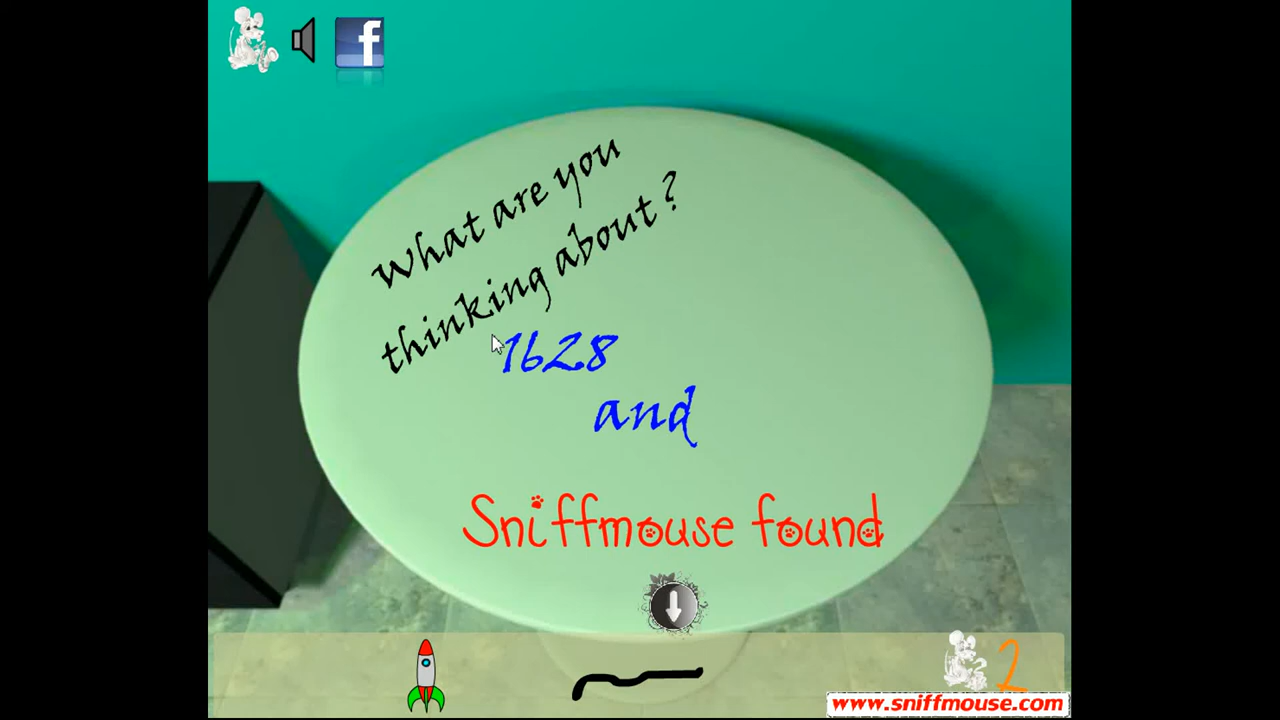 f
What are you
thinking about?
1628
and
Sniffmouse found
2
www.sniffmouse.com